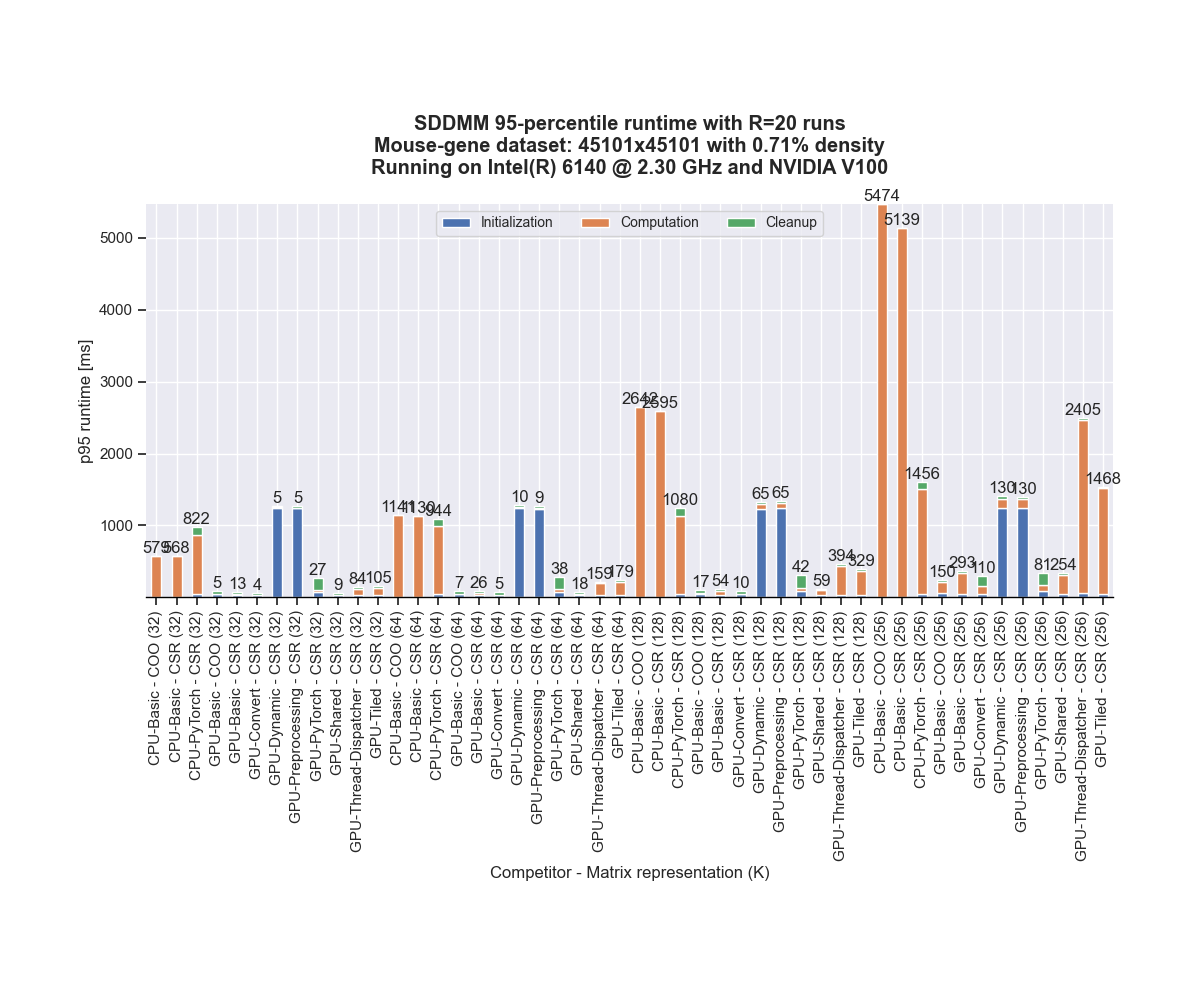 SDDMM 95-percentile runtime with R=20 runs
Mouse-gene dataset: 45101x45101 with 0.71% density
Running on Intel(R) 6140 @ 2.30 GHz and NVIDIA V100
Initialization
Computation
Cleanup
p95 runtime [ms]
5000
4000
3000
2000
1000
579
568
822
5
13
4
5
5
27
9
84
105
1141
1130
944
7
26
5
10
9
38
18
159
179
2642
2595
1080
17
54
10
65
65
42
59
394
329
5474
5139
1456
150
293
110
130
130
81
254
2405
1468
CPU-Basic - COO (32)
CPU-Basic - CSR (32)
CPU-PyTorch - CSR (32)
GPU-Basic - COO (32)
GPU-Basic - CSR (32)
GPU-Convert - CSR (32)
GPU-Dynamic - CSR (32)
GPU-Preprocessing - CSR (32)
GPU-PyTorch - CSR (32)
GPU-Shared - CSR (32)
GPU-Thread-Dispatcher - CSR (32)
GPU-Tiled - CSR (32)
CPU-Basic - COO (64)
CPU-Basic - CSR (64)
CPU-PyTorch - CSR (64)
GPU-Basic - COO (64)
GPU-Basic - CSR (64)
GPU-Convert - CSR (64)
GPU-Dynamic - CSR (64)
GPU-Preprocessing - CSR (64)
GPU-PyTorch - CSR (64)
GPU-Shared - CSR (64)
GPU-Thread-Dispatcher - CSR (64)
GPU-Tiled - CSR (64)
CPU-Basic - COO (128)
CPU-Basic - CSR (128)
CPU-PyTorch - CSR (128)
GPU-Basic - COO (128)
GPU-Basic - CSR (128)
GPU-Convert - CSR (128)
GPU-Dynamic - CSR (128)
GPU-Preprocessing - CSR (128)
GPU-PyTorch - CSR (128)
GPU-Shared - CSR (128)
GPU-Thread-Dispatcher - CSR (128)
GPU-Tiled - CSR (128)
CPU-Basic - COO (256)
CPU-Basic - CSR (256)
CPU-PyTorch - CSR (256)
GPU-Basic - COO (256)
GPU-Basic - CSR (256)
GPU-Convert - CSR (256)
GPU-Dynamic - CSR (256)
GPU-Preprocessing - CSR (256)
GPU-PyTorch - CSR (256)
GPU-Shared - CSR (256)
GPU-Thread-Dispatcher - CSR (256)
GPU-Tiled - CSR (256)
Competitor - Matrix representation (K)